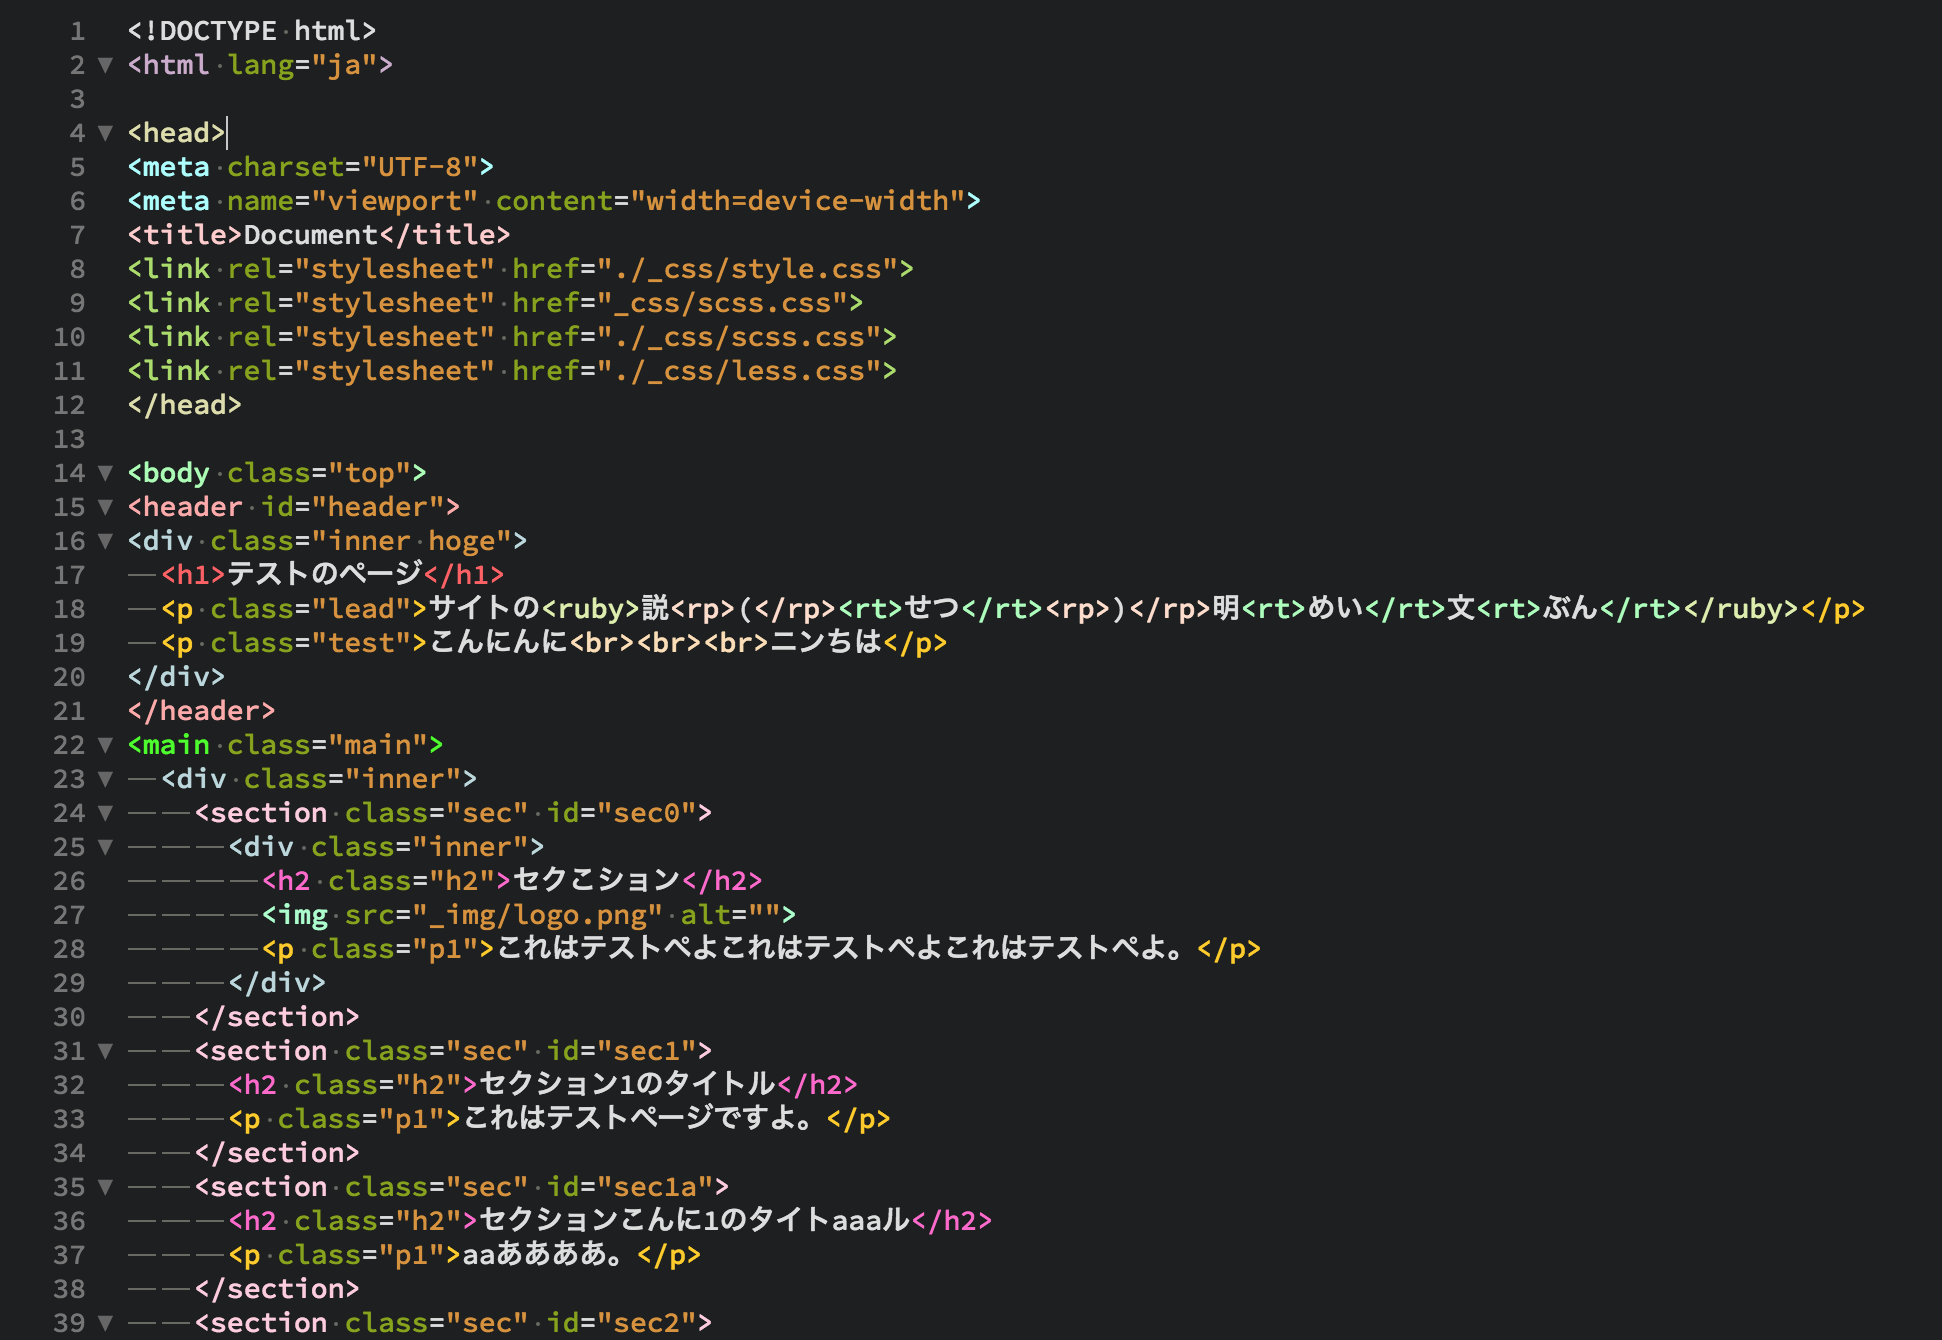 1 <!DOCTYPE html>
2 <html lang="ja">
3
4 <head>
5 <meta charset="UTF-8">
6 <meta name="viewport" content="width=device-width">
7 <title>Document</title>
8 <link rel="stylesheet" href="./_css/style.css">
9 <link rel="stylesheet" href="_css/scss.css">
10 <link rel="stylesheet" href="./_css/scss.css">
11 <link rel="stylesheet" href="./_css/less.css">
12 </head>
13
14 <body class="top">
15 <header id="header">
16 <div class="inner hoge">
17 <h1>テストのページ</h1>
18 <p class="lead">サイトの<ruby>説<rp>(</rp><rt>せつ</rt><rp>)</rp>明<rt>めい</rt>文<rt>ぶん</rt></ruby></p>
19 <p class="test">こんにんに<br><br><br>ニンちは</p>
20 </div>
21 </header>
22 <main class="main">
23 <div class="inner">
24 <section class="sec" id="sec0">
25 <div class="inner">
26 <h2 class="h2">セクこション</h2>
27 <img src="_img/logo.png" alt="">
28 <p class="p1">これはテストペよこれはテストペよこれはテストペよ。</p>
29 </div>
30 </section>
31 <section class="sec" id="sec1">
32 <h2 class="h2">セクション1のタイトル</h2>
33 <p class="p1">これはテストページですよ。</p>
34 </section>
35 <section class="sec" id="sec1a">
36 <h2 class="h2">セクションこんに1のタイトaaaル</h2>
37 <p class="p1">aaああああ。</p>
38 </section>
39 <section class="sec" id="sec2">